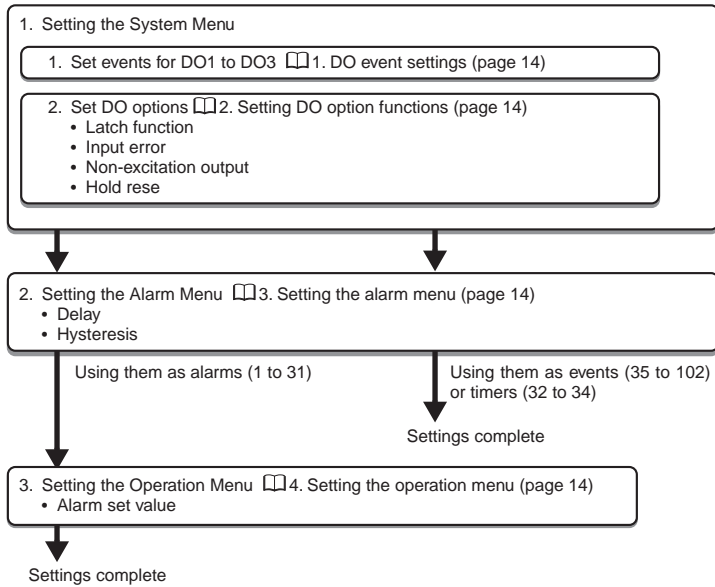 1. Setting the System Menu
1. Set events for DO1 to DO3 1. DO event settings (page 14)
2. Set DO options 2. Setting DO option functions (page 14)
• Latch function
• Input error
• Non-excitation output
• Hold rese
2. Setting the Alarm Menu 3. Setting the alarm menu (page 14)
• Delay
• Hysteresis
Using them as alarms (1 to 31)
Using them as events (35 to 102)
or timers (32 to 34)
Settings complete
3. Setting the Operation Menu 4. Setting the operation menu (page 14)
• Alarm set value
Settings complete